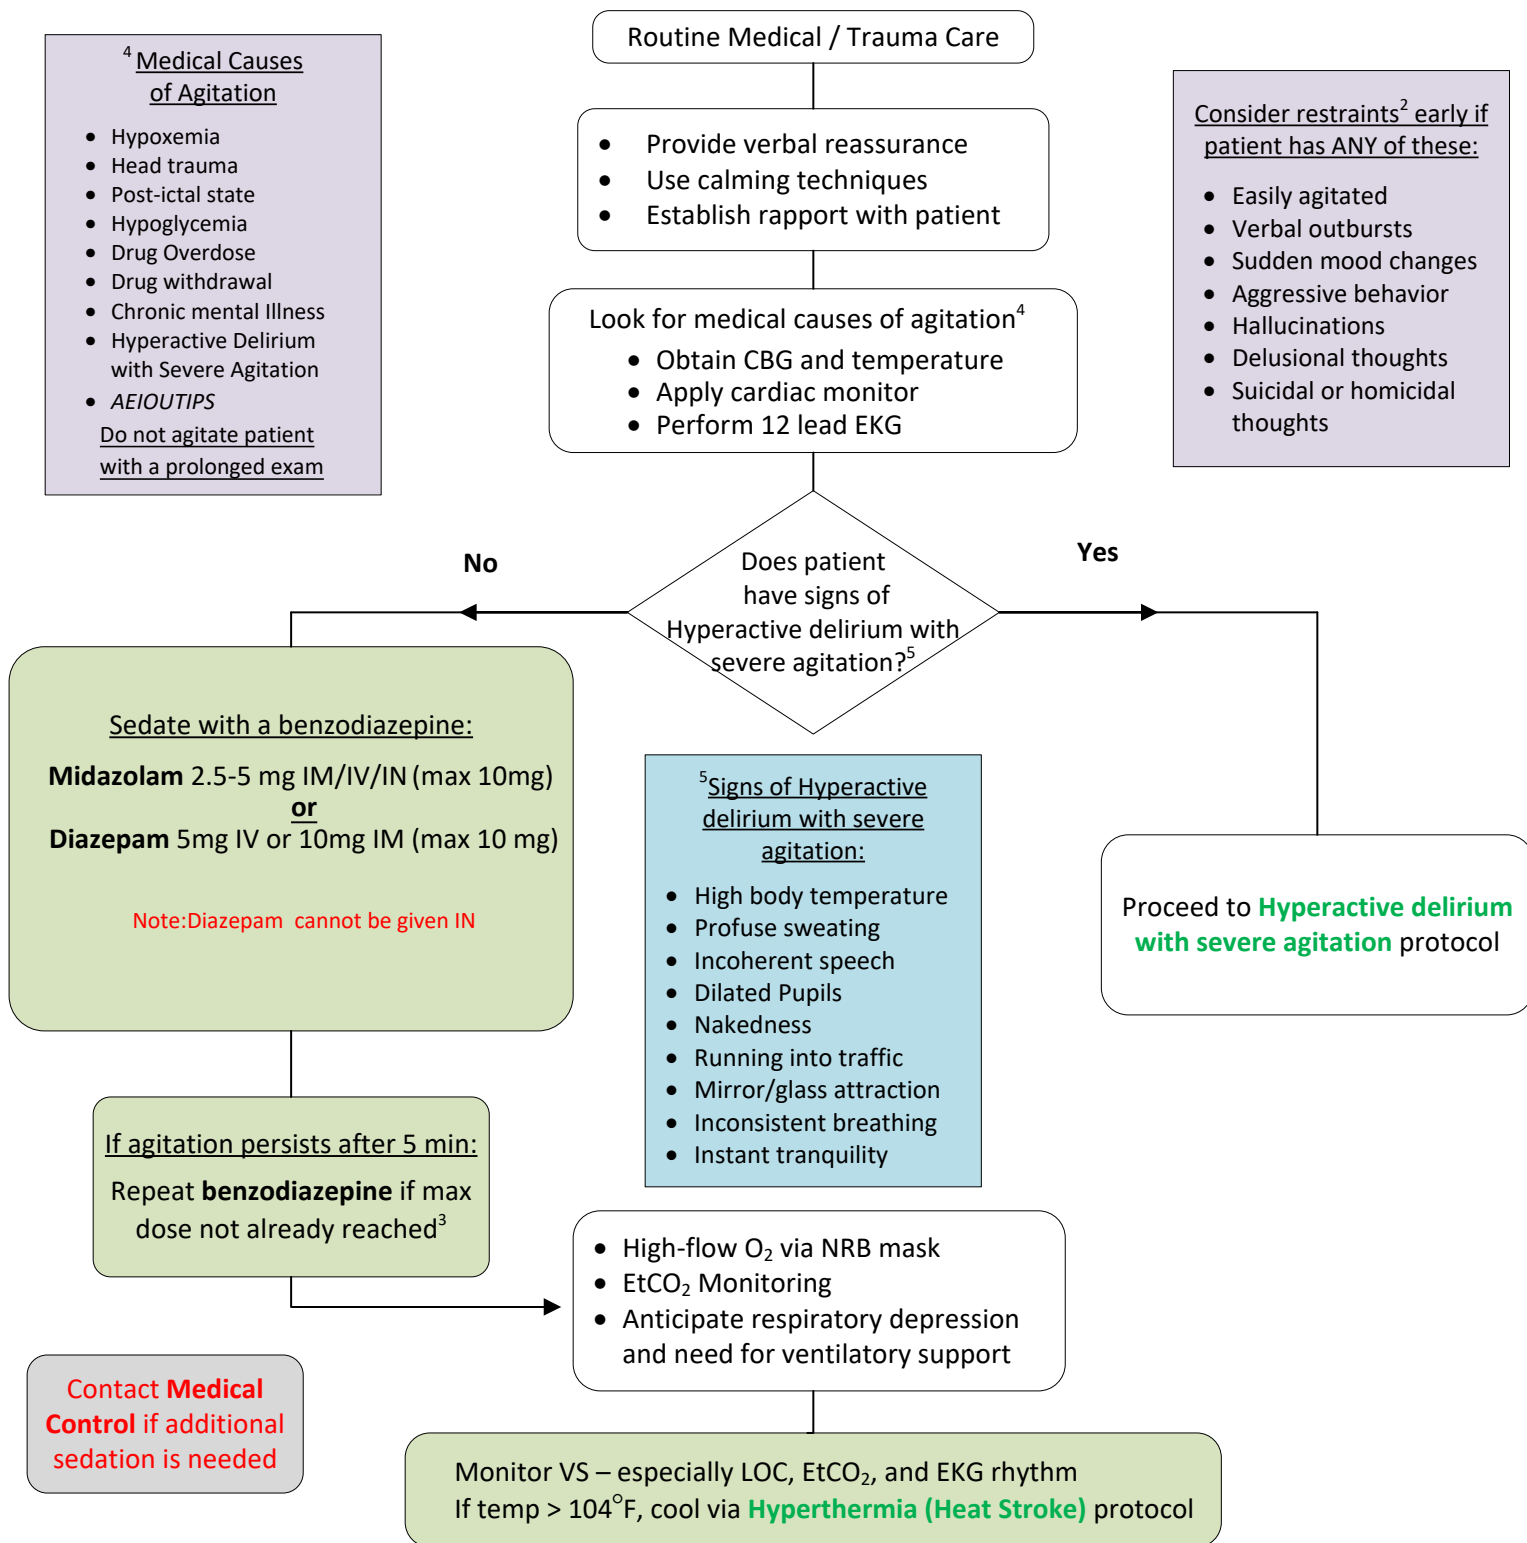 Routine Medical / Trauma Care
4 Medical Causes
of Agitation
• Hypoxemia
• Head trauma
• Post-ictal state
• Hypoglycemia
• Drug Overdose
• Drug withdrawal
• Chronic mental Illness
• Hyperactive Delirium
with Severe Agitation
• AEIOUTIPS
Do not agitate patient
with a prolonged exam
• Provide verbal reassurance
• Use calming techniques
• Establish rapport with patient
Consider restraints2 early if
patient has ANY of these:
• Easily agitated
• Verbal outbursts
• Sudden mood changes
• Aggressive behavior
• Hallucinations
• Delusional thoughts
• Suicidal or homicidal
thoughts
Look for medical causes of agitation4
• Obtain CBG and temperature
• Apply cardiac monitor
• Perform 12 lead EKG
No
Yes
Does patient
have signs of
Hyperactive delirium with
severe agitation?5
Sedate with a benzodiazepine:
Midazolam 2.5-5 mg IM/IV/IN (max 10mg)
or
Diazepam 5mg IV or 10mg IM (max 10 mg)
Note:Diazepam cannot be given IN
5Signs of Hyperactive
delirium with severe
agitation:
• High body temperature
• Profuse sweating
• Incoherent speech
• Dilated Pupils
• Nakedness
• Running into traffic
• Mirror/glass attraction
• Inconsistent breathing
• Instant tranquility
Proceed to Hyperactive delirium
with severe agitation protocol
If agitation persists after 5 min:
Repeat benzodiazepine if max
dose not already reached3
• High-flow O2 via NRB mask
• EtCO2 Monitoring
• Anticipate respiratory depression
and need for ventilatory support
Contact Medical
Control if additional
sedation is needed
Monitor VS – especially LOC, EtCO2, and EKG rhythm
If temp > 104°F, cool via Hyperthermia (Heat Stroke) protocol